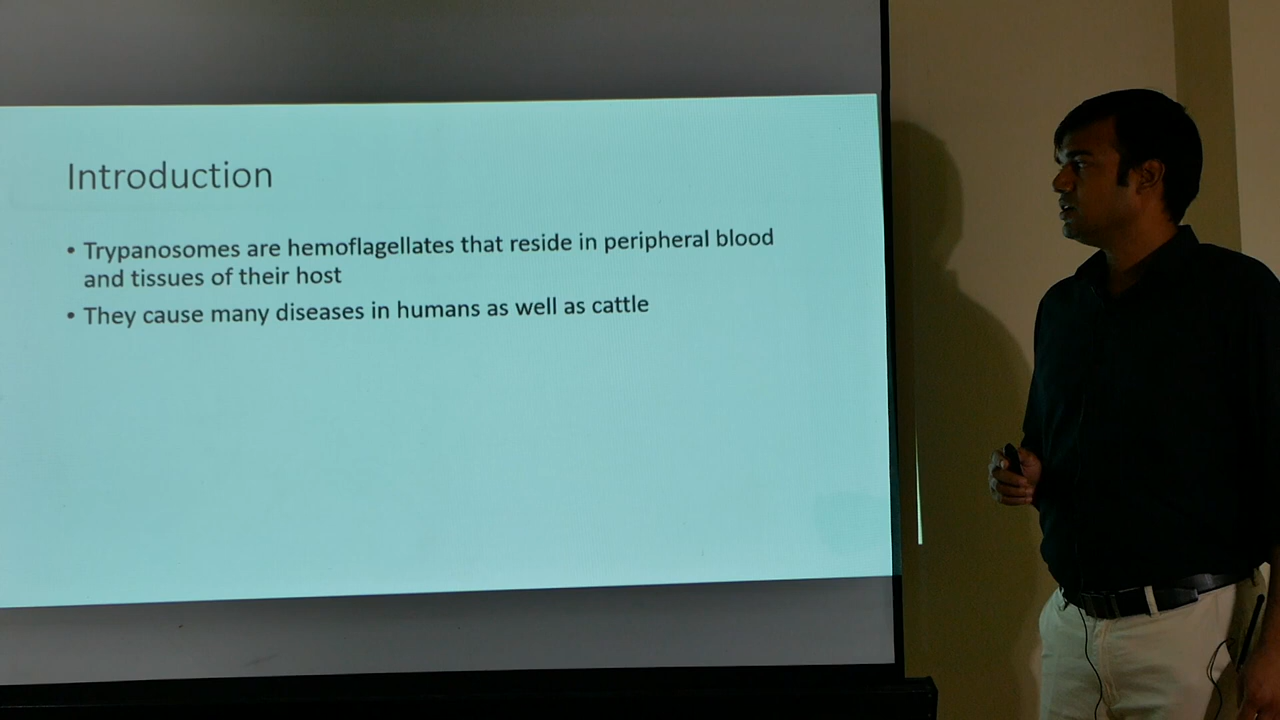 Introduction
• Trypanosomes are hemoflagellates that reside in peripheral blood
and tissues of their host
• They cause many diseases in humans as well as cattle